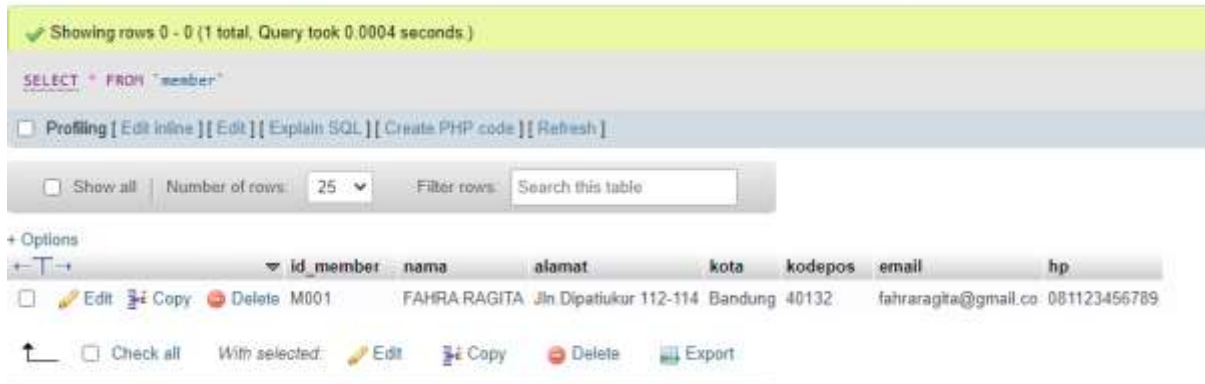 Showing rows 0 - 0 (1 total, Query took 0.0004 seconds.)
SELECT * FROM `member`
Profiling [ Edit inline ] [ Edit ] [ Explain SQL ] [ Create PHP code ] [ Refresh ]
Show all | Number of rows: 25 Filter rows: Search this table
+ Options
←T→ id_member nama alamat kota kodepos email hp
Edit Copy Delete M001 FAHRA RAGITA Jln.Dipatiukur 112-114 Bandung 40132 fahraragita@gmail.co 081123456789
Check all With selected: Edit Copy Delete Export